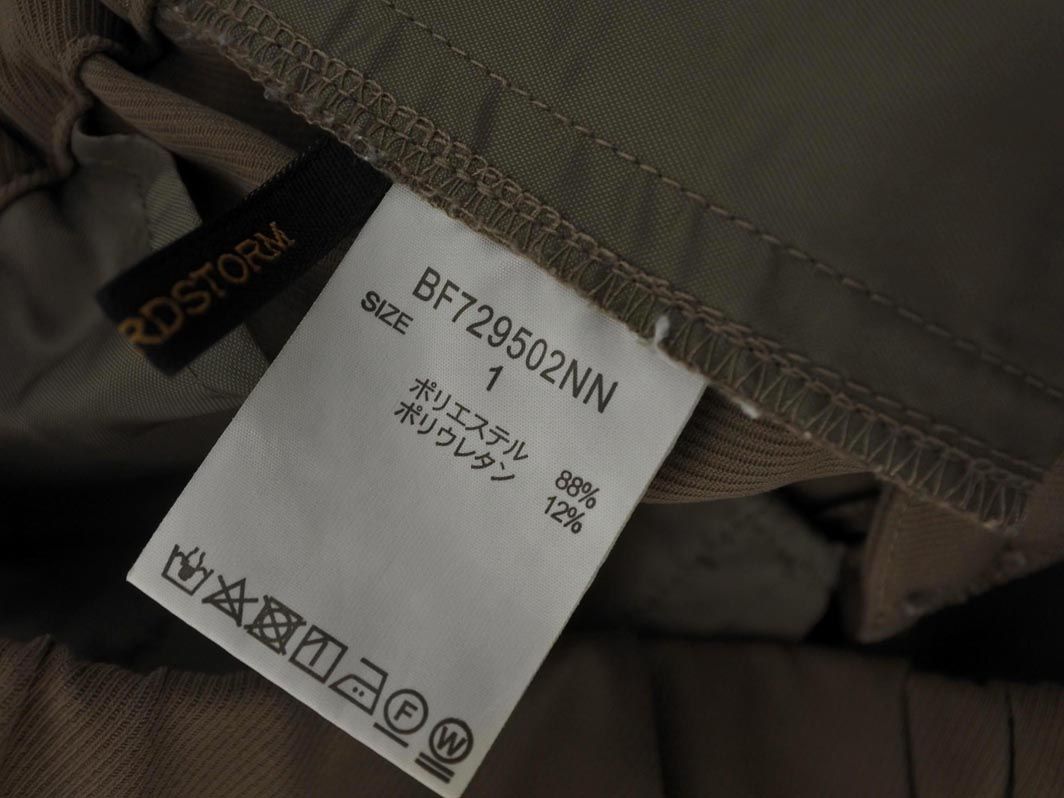 RDSTORM
BF729502NN
SIZE 1
ポリエステル 88%
ポリウレタン 12%
F
W